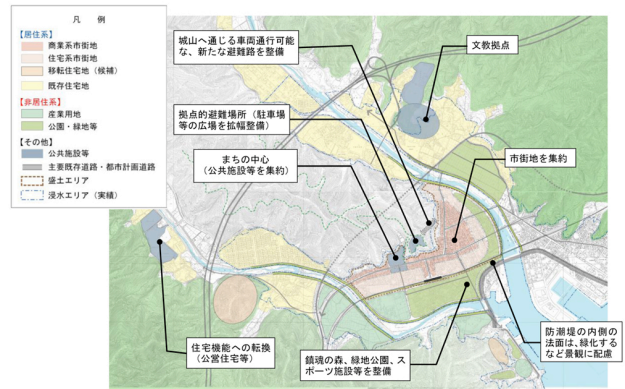 凡　例
【居住系】
商業系市街地
住宅系市街地
移転住宅地（候補）
既存住宅地
【非居住系】
産業用地
公園・緑地等
【その他】
公共施設等
主要既存道路・都市計画道路
盛土エリア
浸水エリア（実績）
城山へ通じる車両通行可能
な、新たな避難路を整備
文教拠点
拠点的避難場所（駐車場
等の広場を拡幅整備）
まちの中心
（公共施設等を集約）
市街地を集約
住宅機能への転換
（公営住宅等）
鎮魂の森、緑地公園、ス
ポーツ施設等を整備
防潮堤の内側の
法面は、緑化する
など景観に配慮